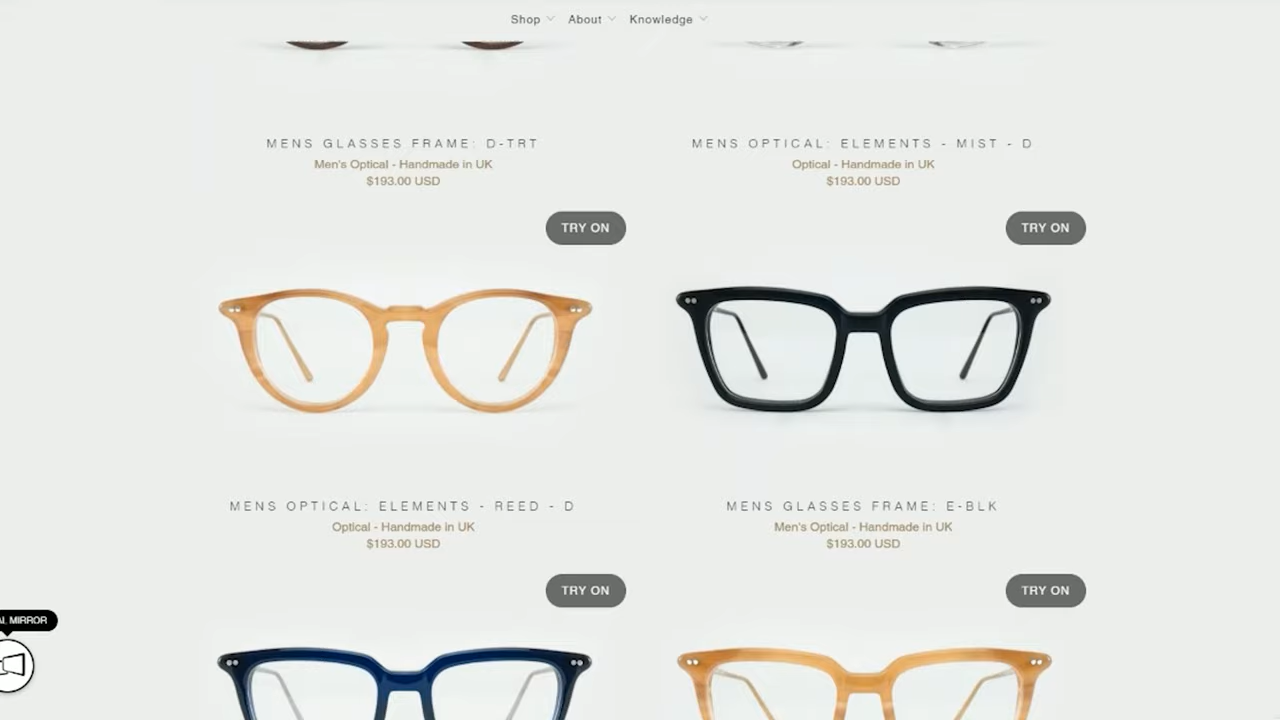 Shop
About
Knowledge
MENS GLASSES FRAME: D-TRT
Men's Optical - Handmade in UK
$193.00 USD
MENS OPTICAL: ELEMENTS - MIST - D
Optical - Handmade in UK
$193.00 USD
TRY ON
TRY ON
MENS OPTICAL: ELEMENTS - REED - D
Optical - Handmade in UK
$193.00 USD
MENS GLASSES FRAME: E-BLK
Men's Optical - Handmade in UK
$193.00 USD
TRY ON
TRY ON
MIRROR